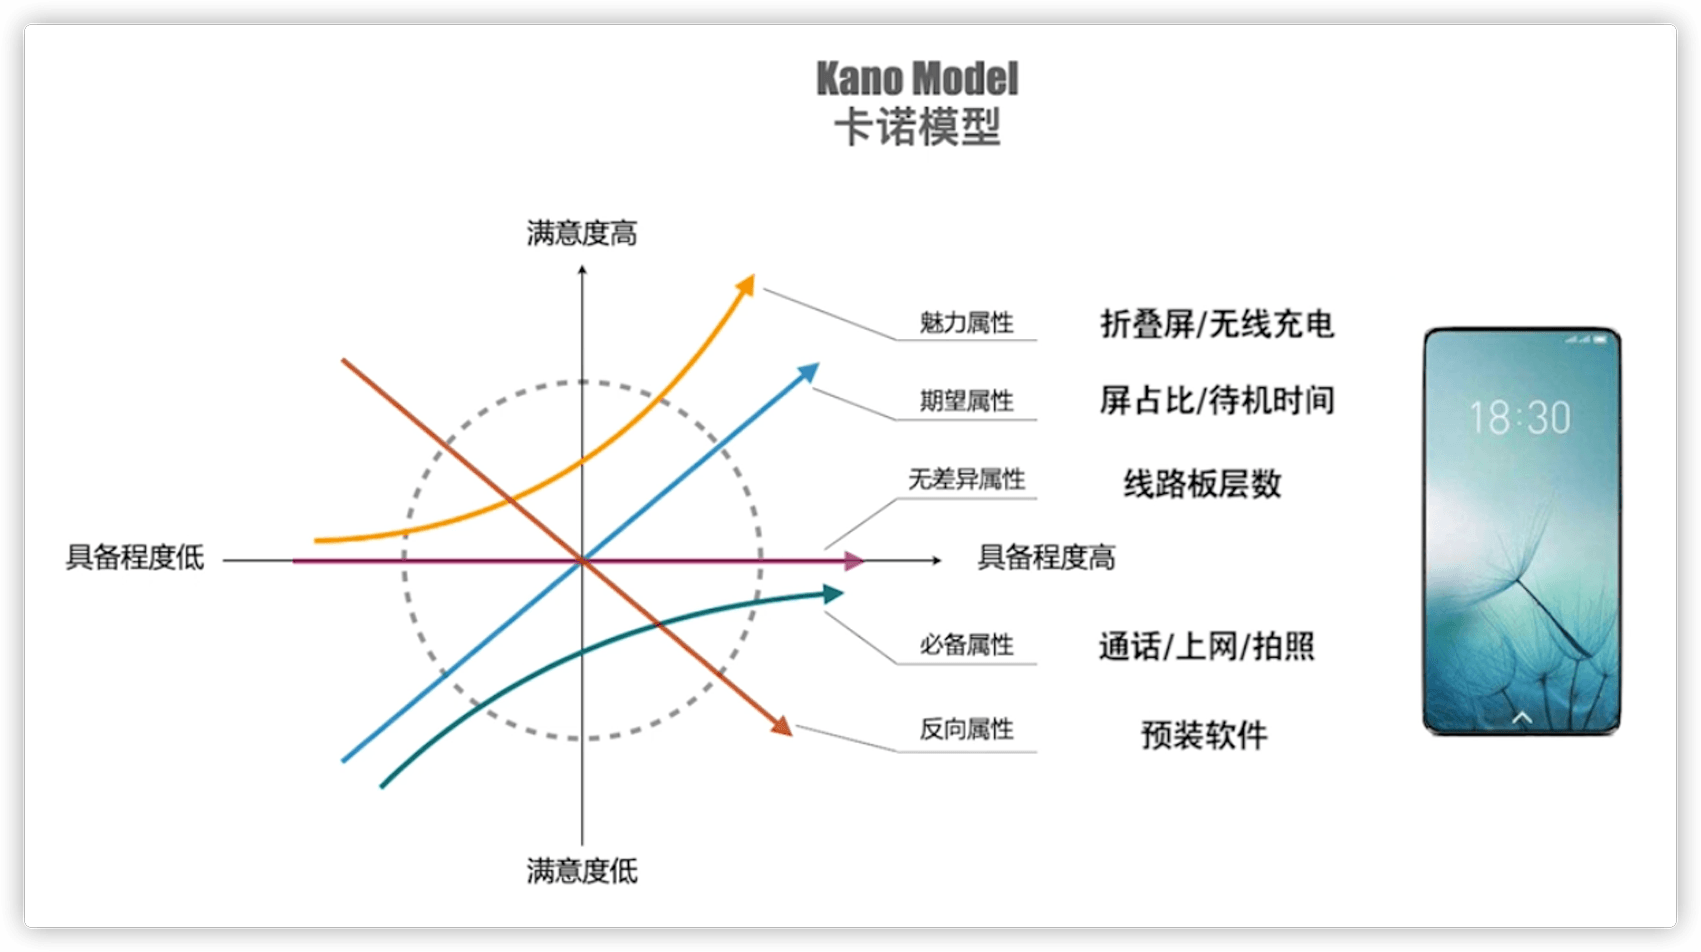 Kano Model
卡诺模型
满意度高
魅力属性 折叠屏/无线充电
期望属性 屏占比/待机时间
18:30
无差异属性 线路板层数
具备程度低
具备程度高
必备属性 通话/上网/拍照
反向属性 预装软件
满意度低